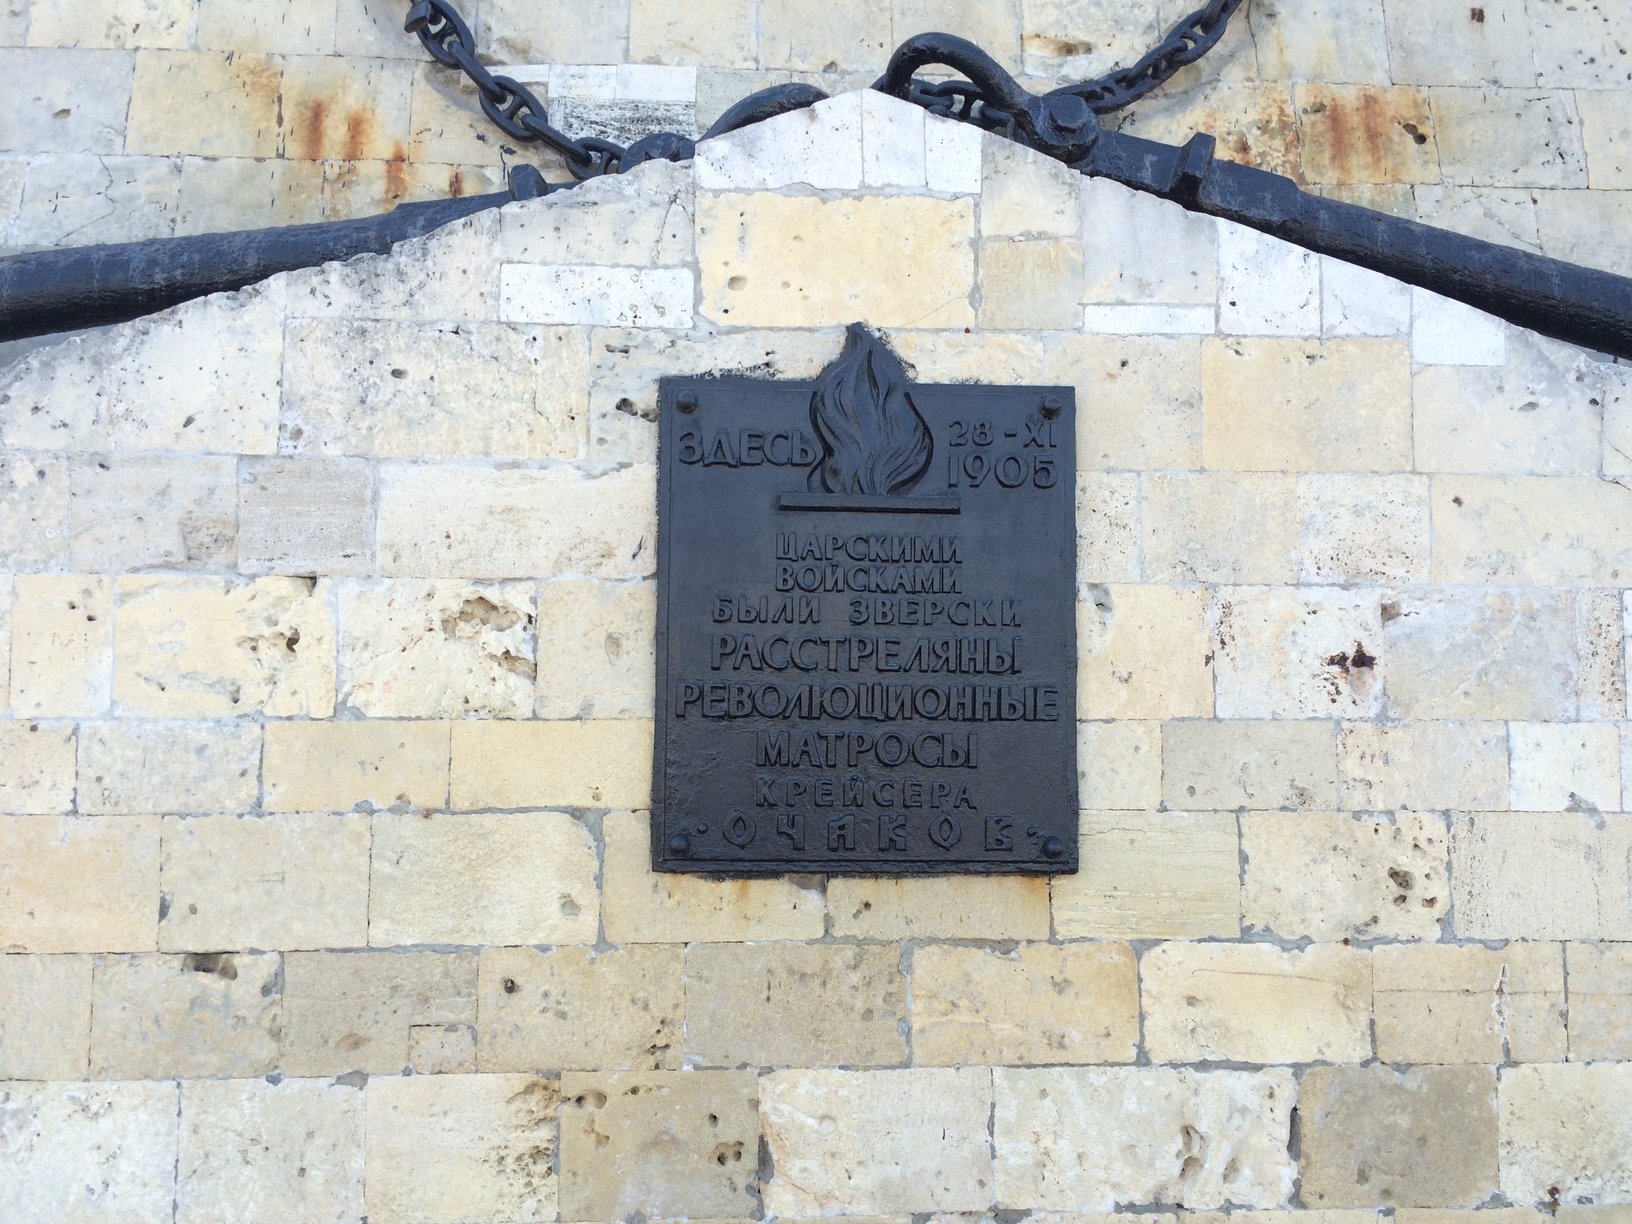 ЗДЕСЬ 28-XI
1905
ЦАРСКИМИ
ВОЙСКАМИ
БЫЛИ ЗВЕРСКИ
РАССТРЕЛЯНЫ
РЕВОЛЮЦИОННЫЕ
МАТРОСЫ
КРЕЙСЕРА
·ОЧАКОВ·